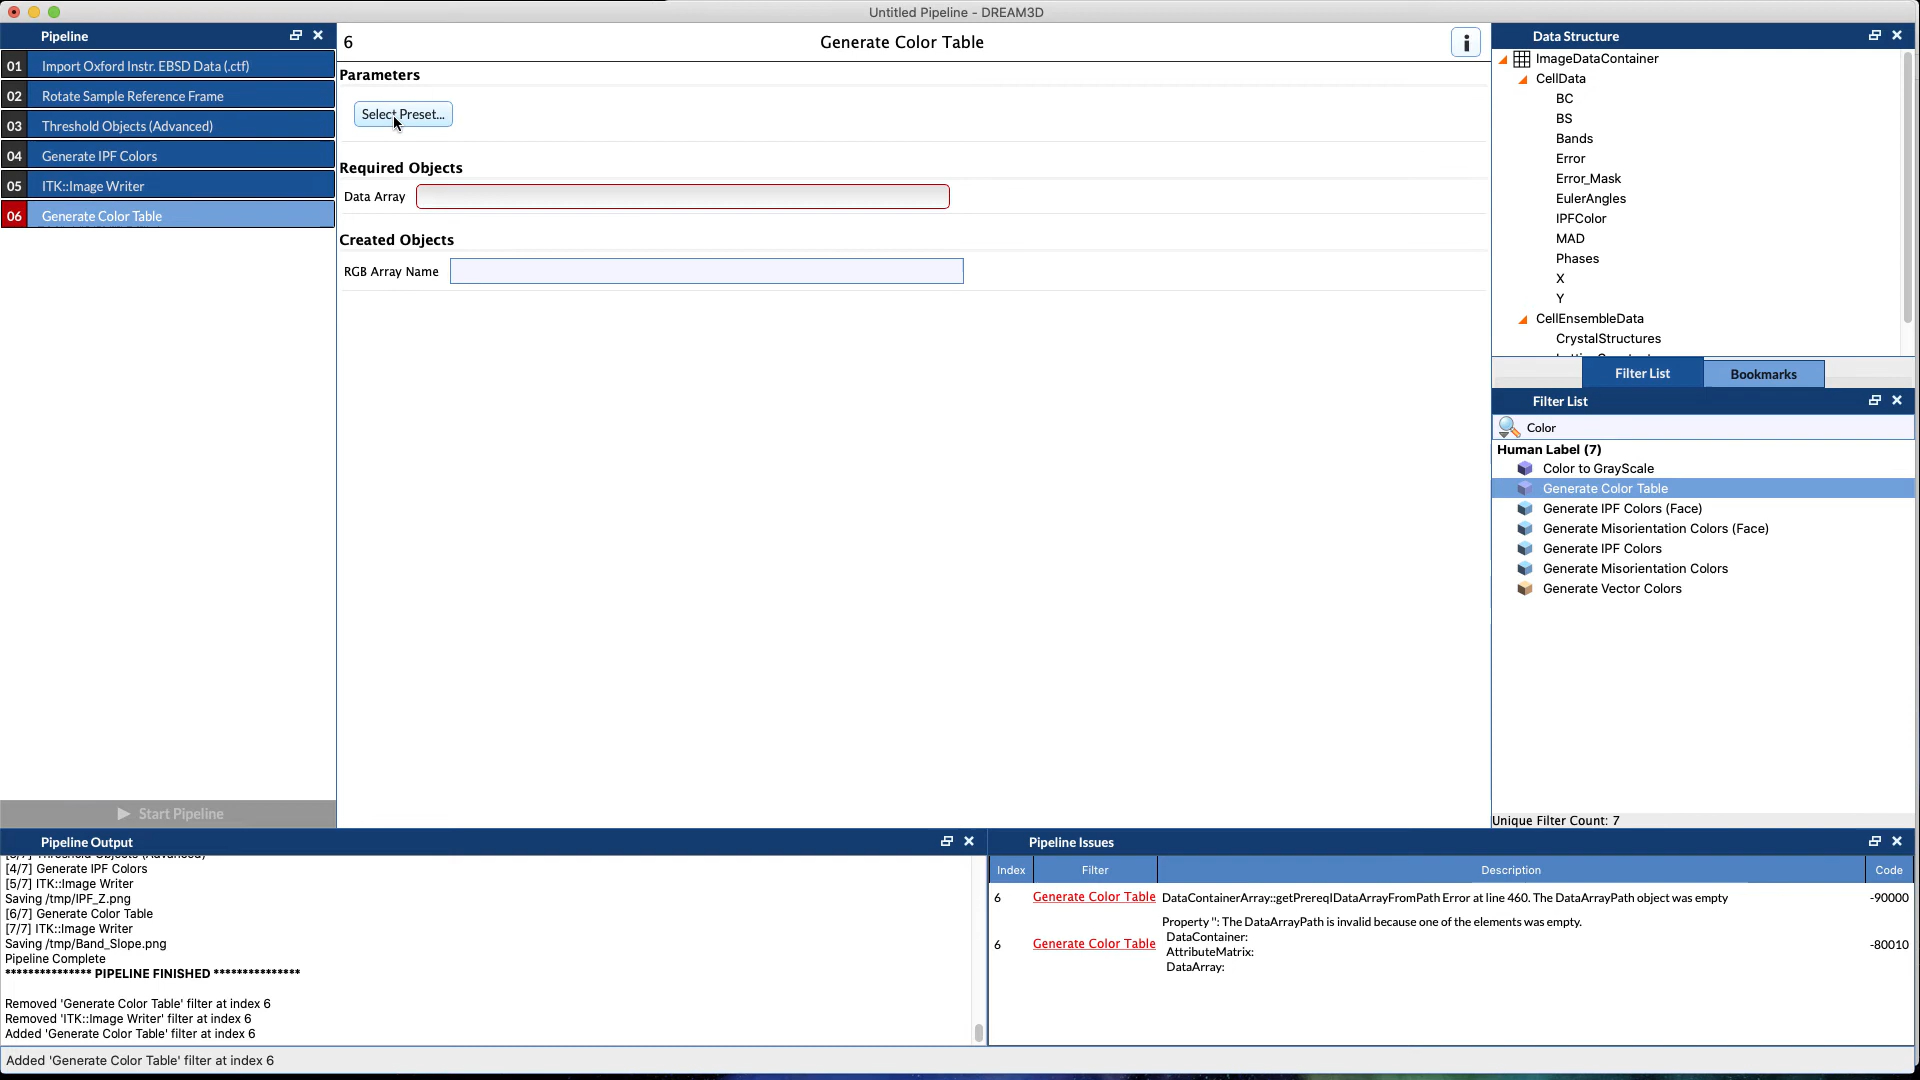 Untitled Pipeline - DREAM3D
Pipeline
01 Import Oxford Instr. EBSD Data (.ctf)
02 Rotate Sample Reference Frame
03 Threshold Objects (Advanced)
04 Generate IPF Colors
05 ITK::Image Writer
06 Generate Color Table
Start Pipeline
6 Generate Color Table
Parameters
Select Preset...
Required Objects
Data Array
Created Objects
RGB Array Name
Data Structure
ImageDataContainer
CellData
BC
BS
Bands
Error
Error_Mask
EulerAngles
IPFColor
MAD
Phases
X
Y
CellEnsembleData
CrystalStructures
Filter List Bookmarks
Filter List
Color
Human Label (7)
Color to GrayScale
Generate Color Table
Generate IPF Colors (Face)
Generate Misorientation Colors (Face)
Generate IPF Colors
Generate Misorientation Colors
Generate Vector Colors
Unique Filter Count: 7
Pipeline Output
[3/7] Threshold Objects (Advanced)
[4/7] Generate IPF Colors
[5/7] ITK::Image Writer
Saving /tmp/IPF_Z.png
[6/7] Generate Color Table
[7/7] ITK::Image Writer
Saving /tmp/Band_Slope.png
Pipeline Complete
*************** PIPELINE FINISHED ***************
Removed 'Generate Color Table' filter at index 6
Removed 'ITK::Image Writer' filter at index 6
Added 'Generate Color Table' filter at index 6
Pipeline Issues
Index Filter Description Code
6 Generate Color Table DataContainerArray::getPrereqIDataArrayFromPath Error at line 460. The DataArrayPath object was empty -90000
Property '': The DataArrayPath is invalid because one of the elements was empty.
DataContainer:
6 Generate Color Table AttributeMatrix: -80010
DataArray:
Added 'Generate Color Table' filter at index 6